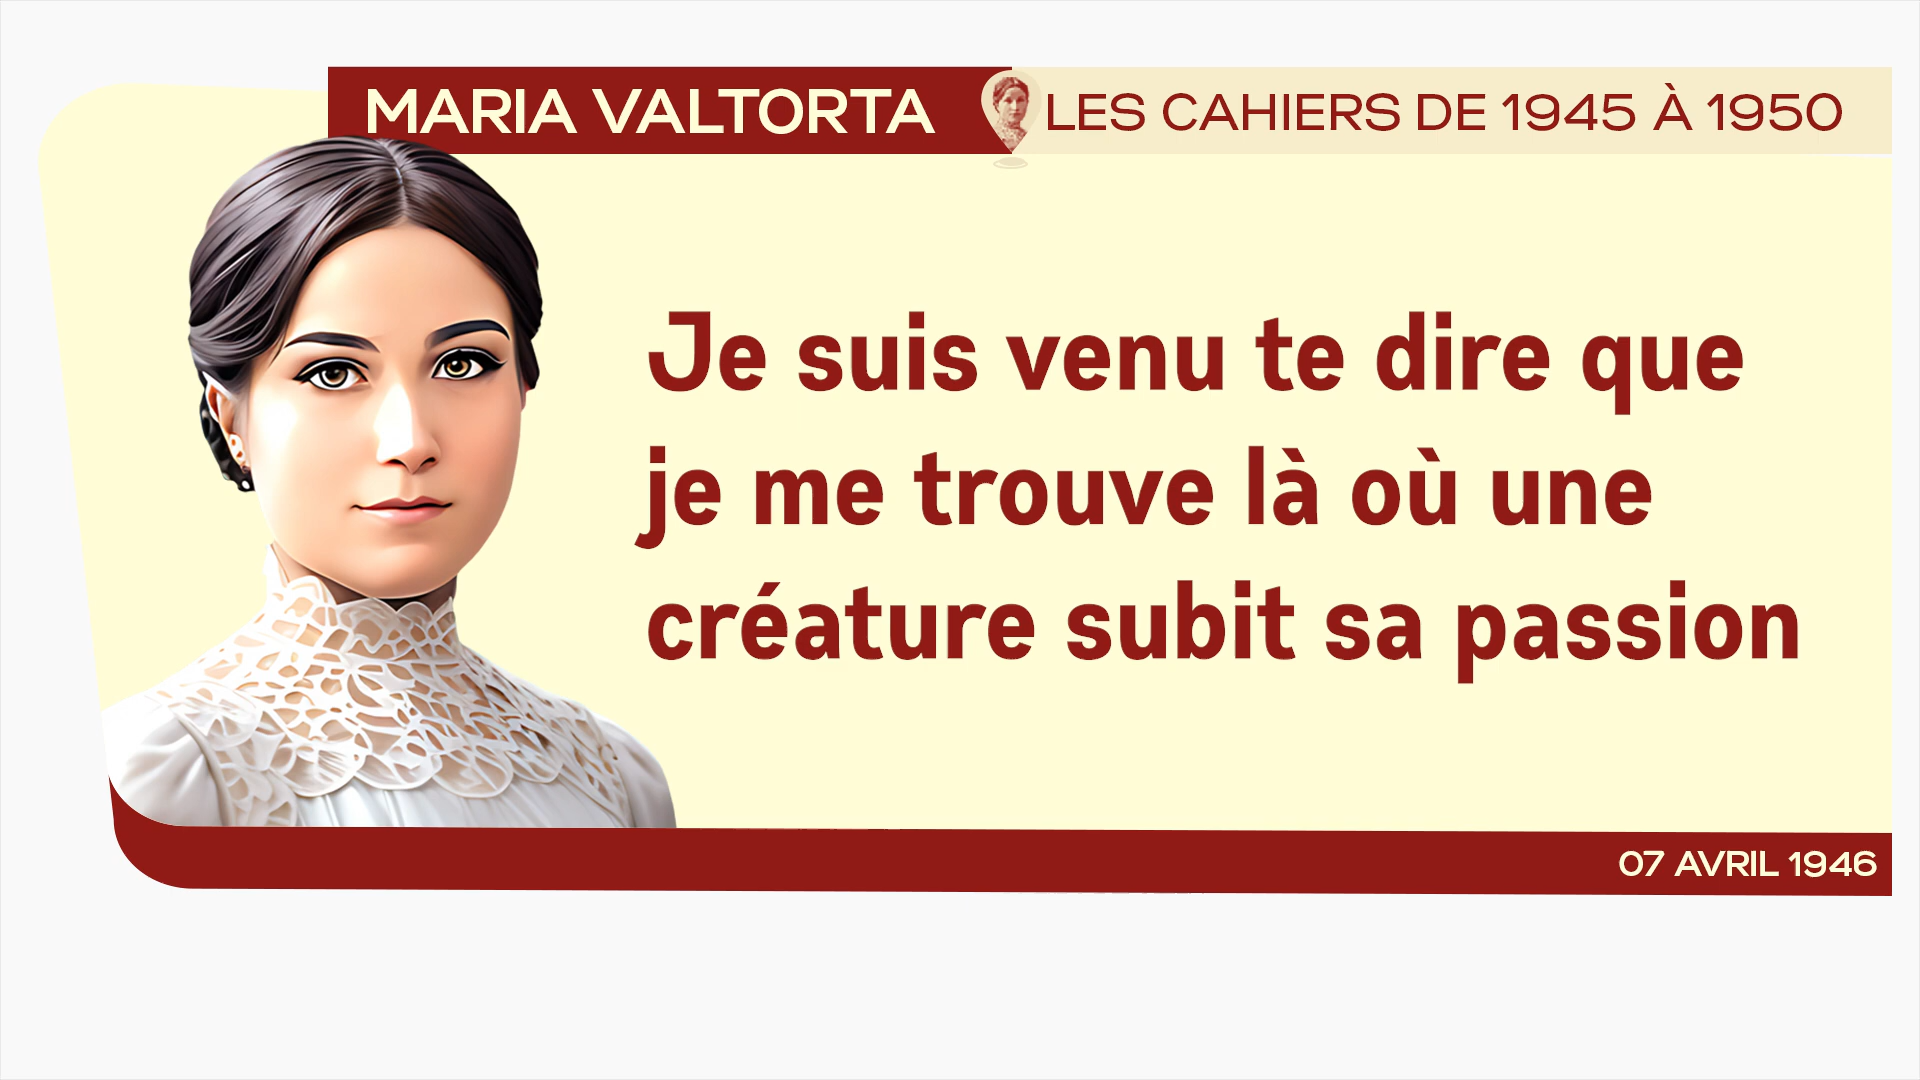 MARIA VALTORTA
LES CAHIERS DE 1945 À 1950
Je suis venu te dire que
je me trouve là où une
créature subit sa passion
07 AVRIL 1946